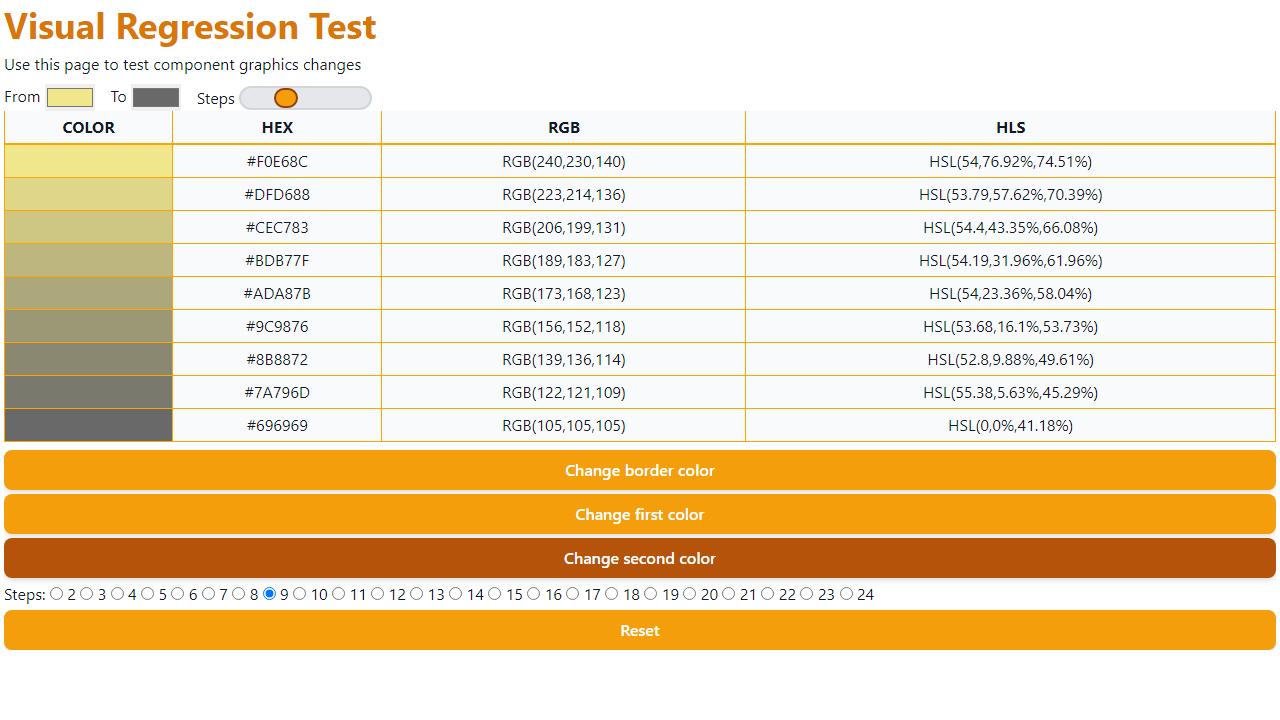 Visual Regression Test
Use this page to test component graphics changes
From To Steps
COLOR HEX RGB HLS
#F0E68C RGB(240,230,140) HSL(54,76.92%,74.51%)
#DFD688 RGB(223,214,136) HSL(53.79,57.62%,70.39%)
#CEC783 RGB(206,199,131) HSL(54.4,43.35%,66.08%)
#BDB77F RGB(189,183,127) HSL(54.19,31.96%,61.96%)
#ADA87B RGB(173,168,123) HSL(54,23.36%,58.04%)
#9C9876 RGB(156,152,118) HSL(53.68,16.1%,53.73%)
#8B8872 RGB(139,136,114) HSL(52.8,9.88%,49.61%)
#7A796D RGB(122,121,109) HSL(55.38,5.63%,45.29%)
#696969 RGB(105,105,105) HSL(0,0%,41.18%)
Change border color
Change first color
Change second color
Steps: 2 3 4 5 6 7 8 9 10 11 12 13 14 15 16 17 18 19 20 21 22 23 24
Reset